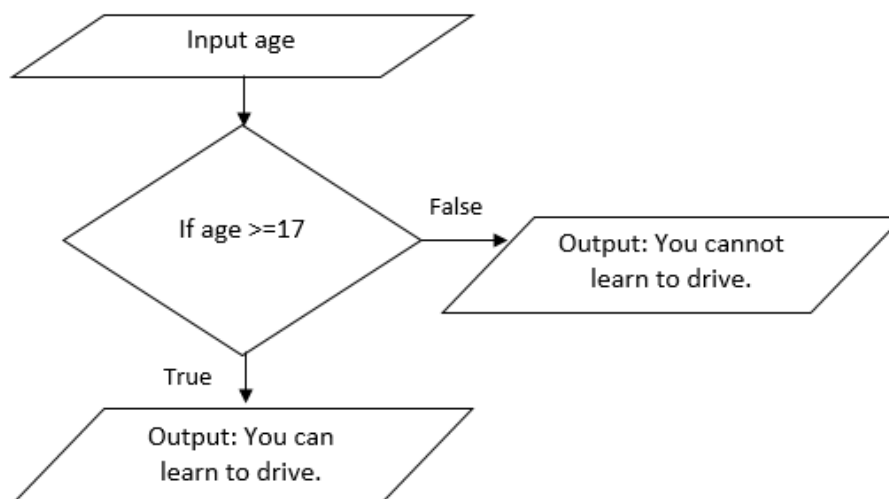 Input age
If age >=17
False
Output: You cannot
learn to drive.
True
Output: You can
learn to drive.